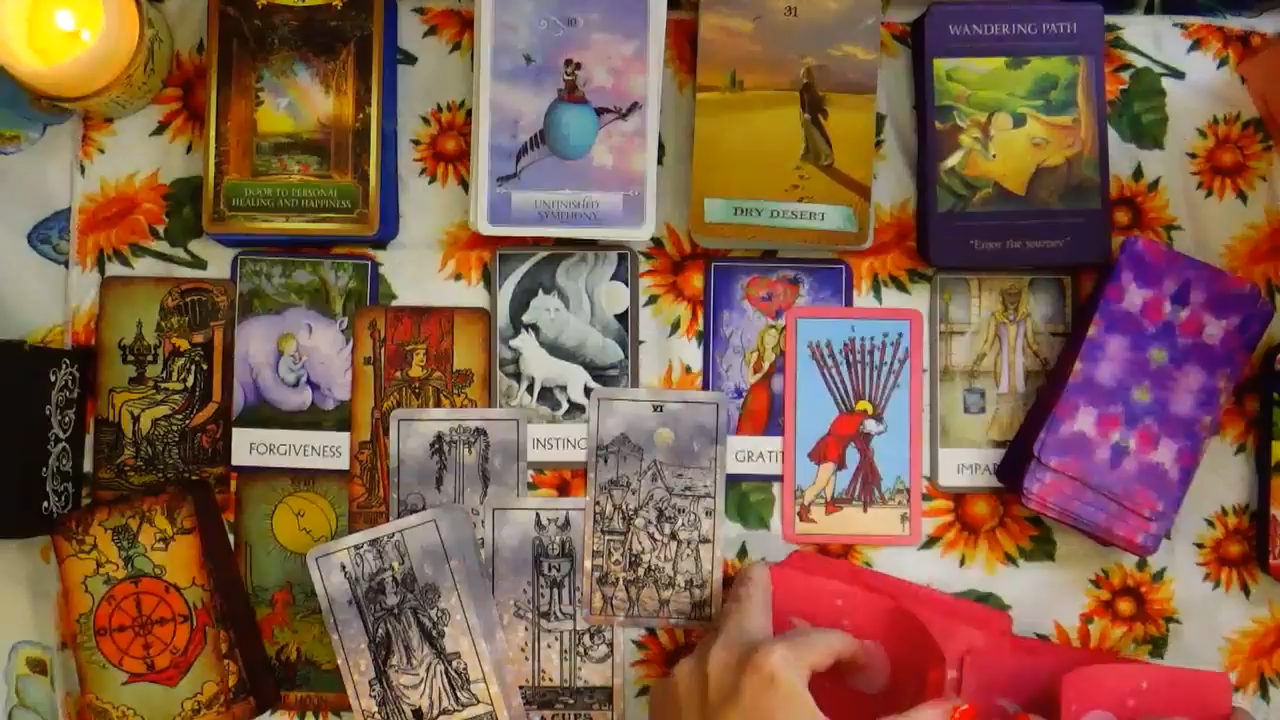 10
31
WANDERING PATH
DOOR TO PERSONAL
HEALING AND HAPPINESS
UNFINISHED
SYMPHONY
DRY DESERT
"Enjoy the journey"
FORGIVENESS
INSTINC
GRATIT
IMPAR
VI
X
MOON
CUPS